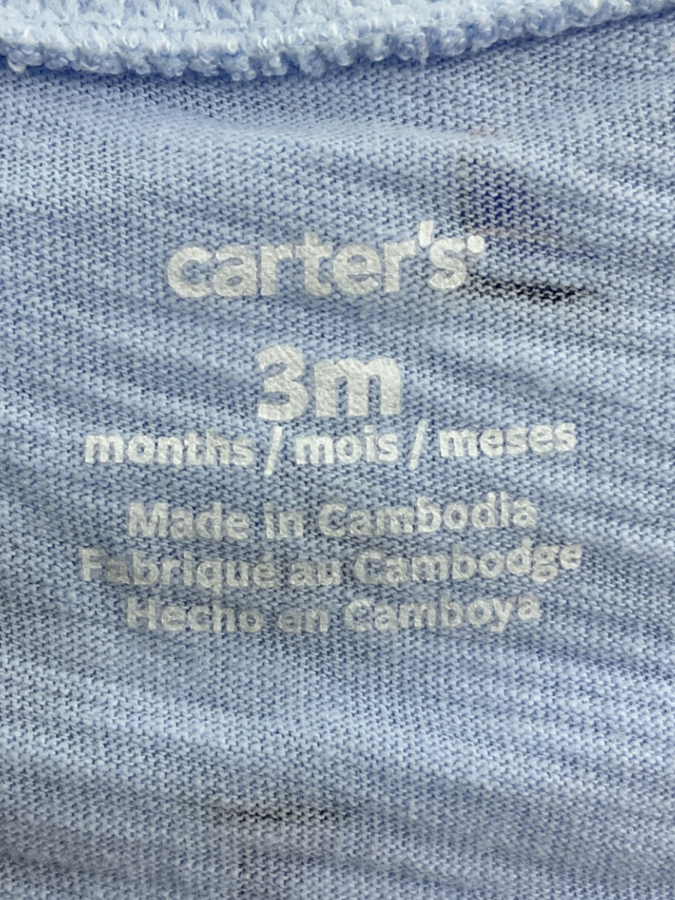 carter's
3m
months / mois / meses
Made in Cambodia
Fabriqué au Cambodge
Hecho en Camboya